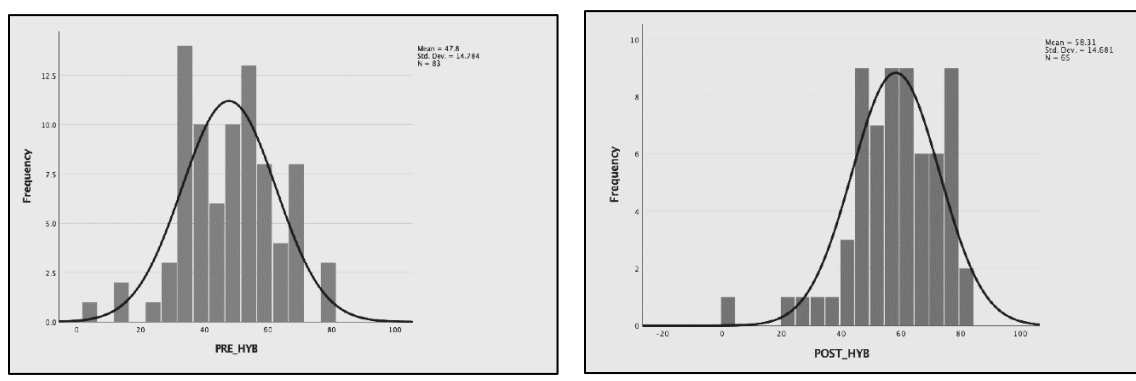 Mean = 47.8
Std. Dev. = 14.784
N = 83
12.5
10.0
7.5
5.0
2.5
0.0
Frequency
0 20 40 60 80 100
PRE_HYB
Mean = 58.31
Std. Dev. = 14.681
N = 65
10
8
6
4
2
0
Frequency
-20 0 20 40 60 80 100
POST_HYB